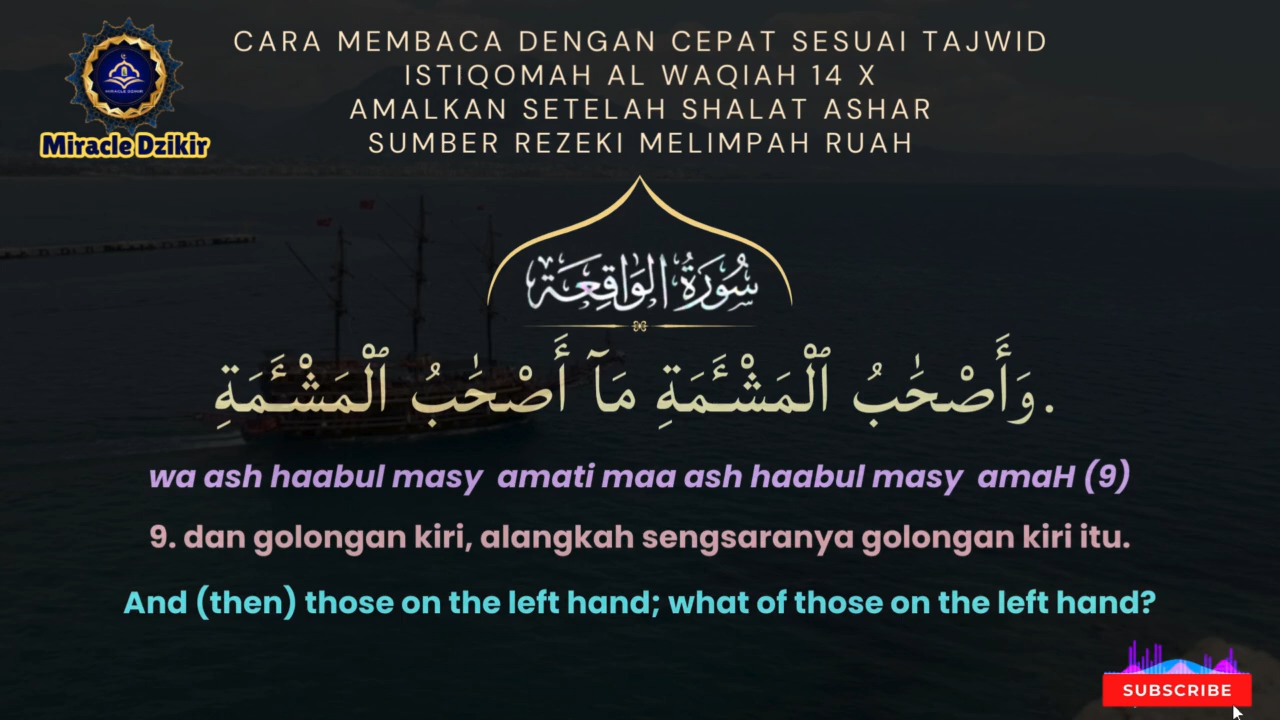 CARA MEMBACA DENGAN CEPAT SESUAI TAJWID
ISTIQOMAH AL WAQIAH 14 X
AMALKAN SETELAH SHALAT ASHAR
SUMBER REZEKI MELIMPAH RUAH
MIRACLE DZIKIR
Miracle Dzikir
سُورَةُ الوَاقِعَة
وَأَصْحَٰبُ ٱلْمَشْـَٔمَةِ مَآ أَصْحَٰبُ ٱلْمَشْـَٔمَةِ.
wa ash haabul masy amati maa ash haabul masy amaH (9)
9. dan golongan kiri, alangkah sengsaranya golongan kiri itu.
And (then) those on the left hand; what of those on the left hand?
SUBSCRIBE